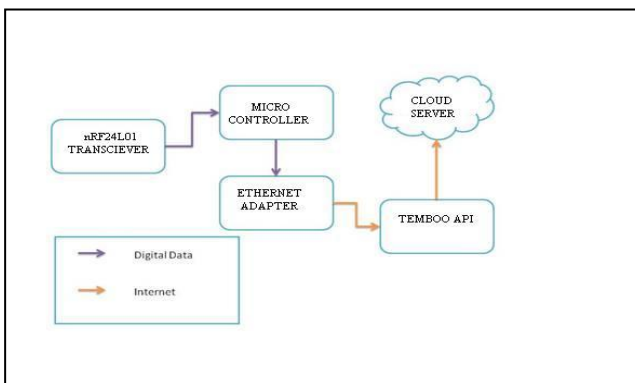 nRF24L01
TRANSCIEVER
MICRO
CONTROLLER
ETHERNET
ADAPTER
CLOUD
SERVER
TEMBOO API
Digital Data
Internet